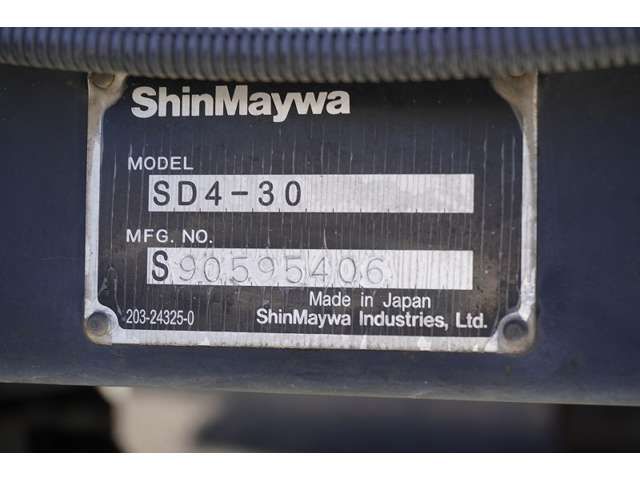 ShinMaywa
MODEL
SD4-30
MFG. NO.
S90595406
Made in Japan
203-24325-0 ShinMaywa Industries, Ltd.